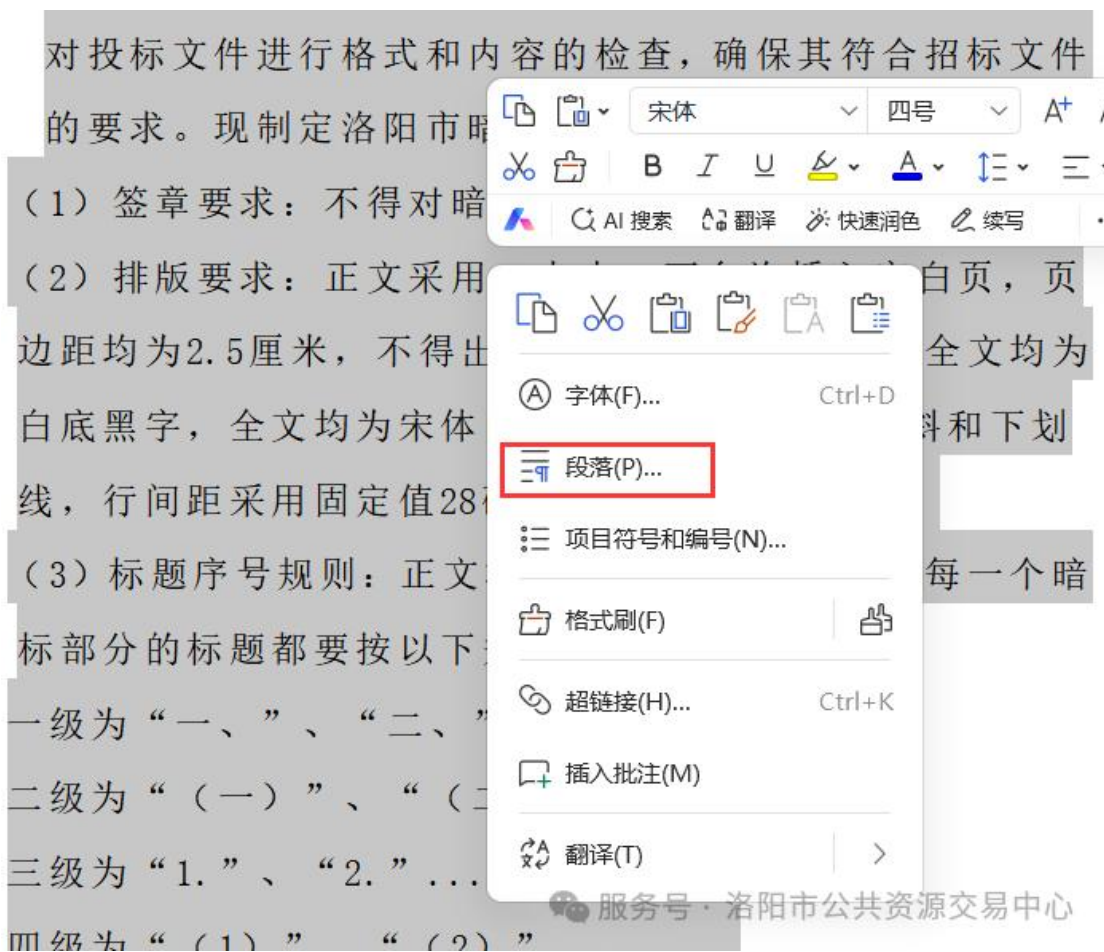 对投标文件进行格式和内容的检查，确保其符合招标文件
的要求。现制定洛阳市暗
（1）签章要求：不得对暗
（2）排版要求：正文采用
白页，页
边距均为2.5厘米，不得出
全文均为
白底黑字，全文均为宋体
和下划
线，行间距采用固定值28
（3）标题序号规则：正文
每一个暗
标部分的标题都要按以下
一级为“一、”、“二、”
二级为“（一）”、“（
三级为“1.”、“2.”...
四级为“（1）”、“（2）”
宋体
四号
A+
B I U A
AI 搜索 翻译 快速润色 续写
字体(F)... Ctrl+D
段落(P)...
项目符号和编号(N)...
格式刷(F)
超链接(H)... Ctrl+K
插入批注(M)
翻译(T)
服务号 · 洛阳市公共资源交易中心